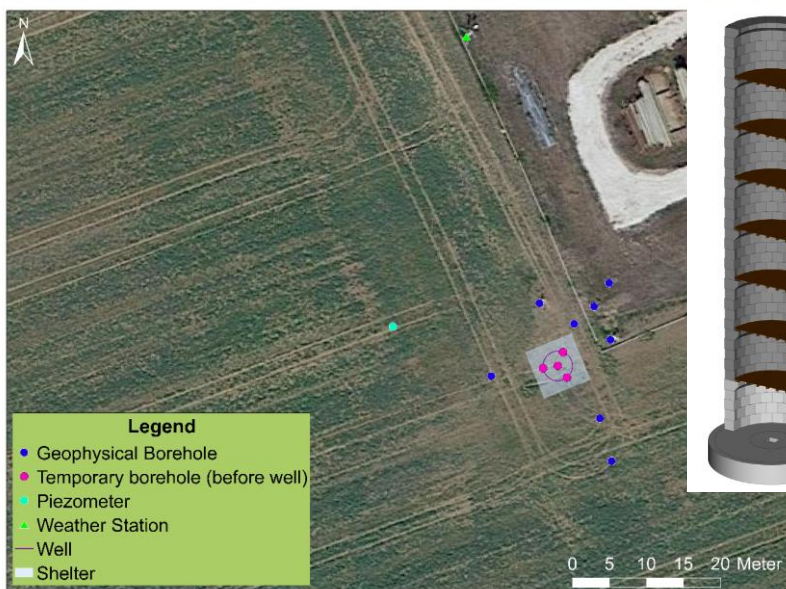 N
Legend
Geophysical Borehole
Temporary borehole (before well)
Piezometer
Weather Station
Well
Shelter
0 5 10 15 20 Meter